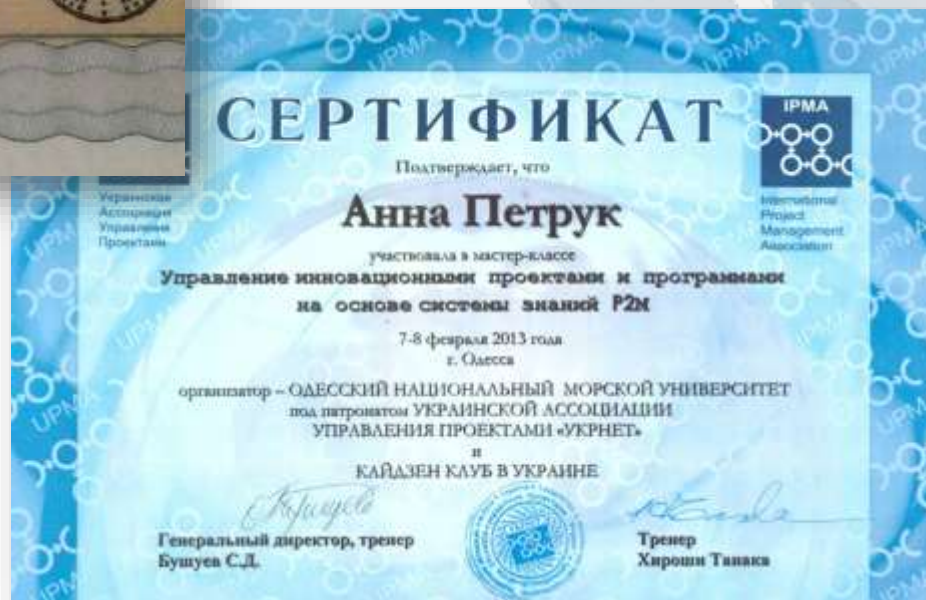 СЕРТИФИКАТ
IPMA
Подтверждает, что
Украинская
Ассоциация
Управления
Проектами
International
Project
Management
Association
Анна Петрук
участвовала в мастер-классе
Управление инновационными проектами и программами
на основе системы знаний P2M
7-8 февраля 2013 года
г. Одесса
организатор – ОДЕССКИЙ НАЦИОНАЛЬНЫЙ МОРСКОЙ УНИВЕРСИТЕТ
под патронатом УКРАИНСКОЙ АССОЦИАЦИИ
УПРАВЛЕНИЯ ПРОЕКТАМИ «УКРНЕТ»
и
КАЙДЗЕН КЛУБ В УКРАИНЕ
Генеральный директор, тренер
Бушуев С.Д.
Тренер
Хироши Танака
UPMA